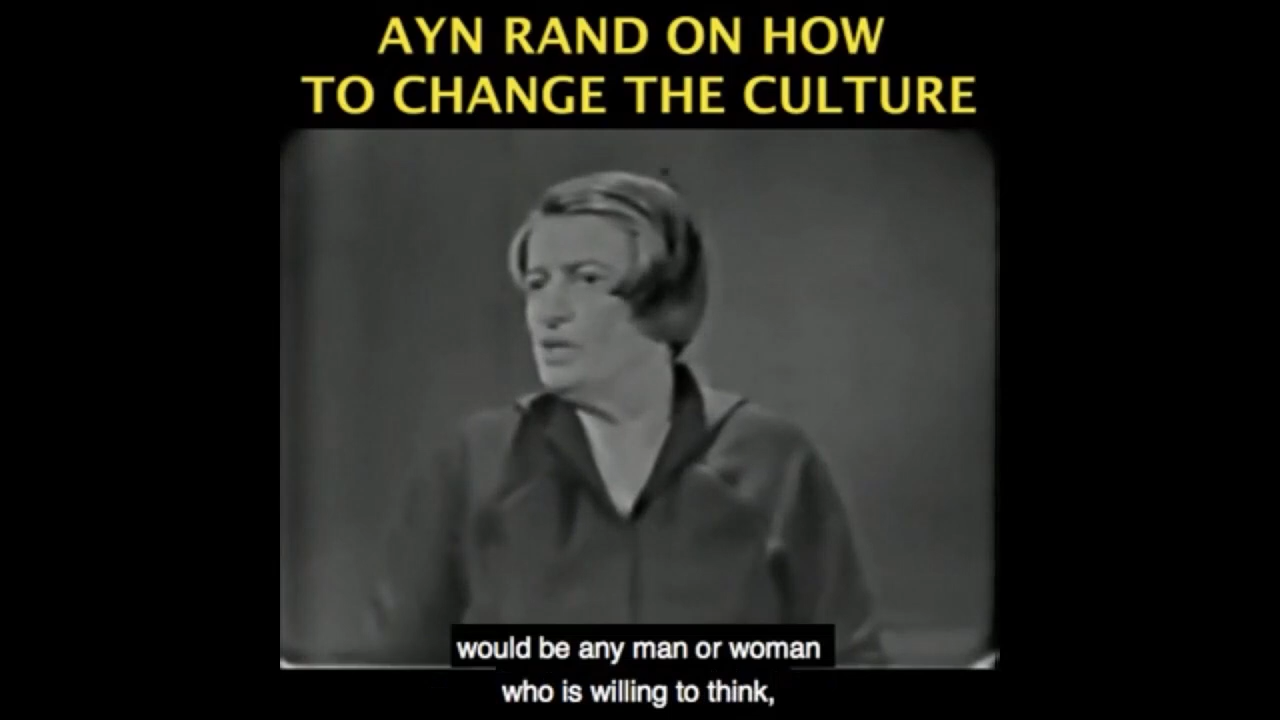 AYN RAND ON HOW
TO CHANGE THE CULTURE
would be any man or woman
who is willing to think,